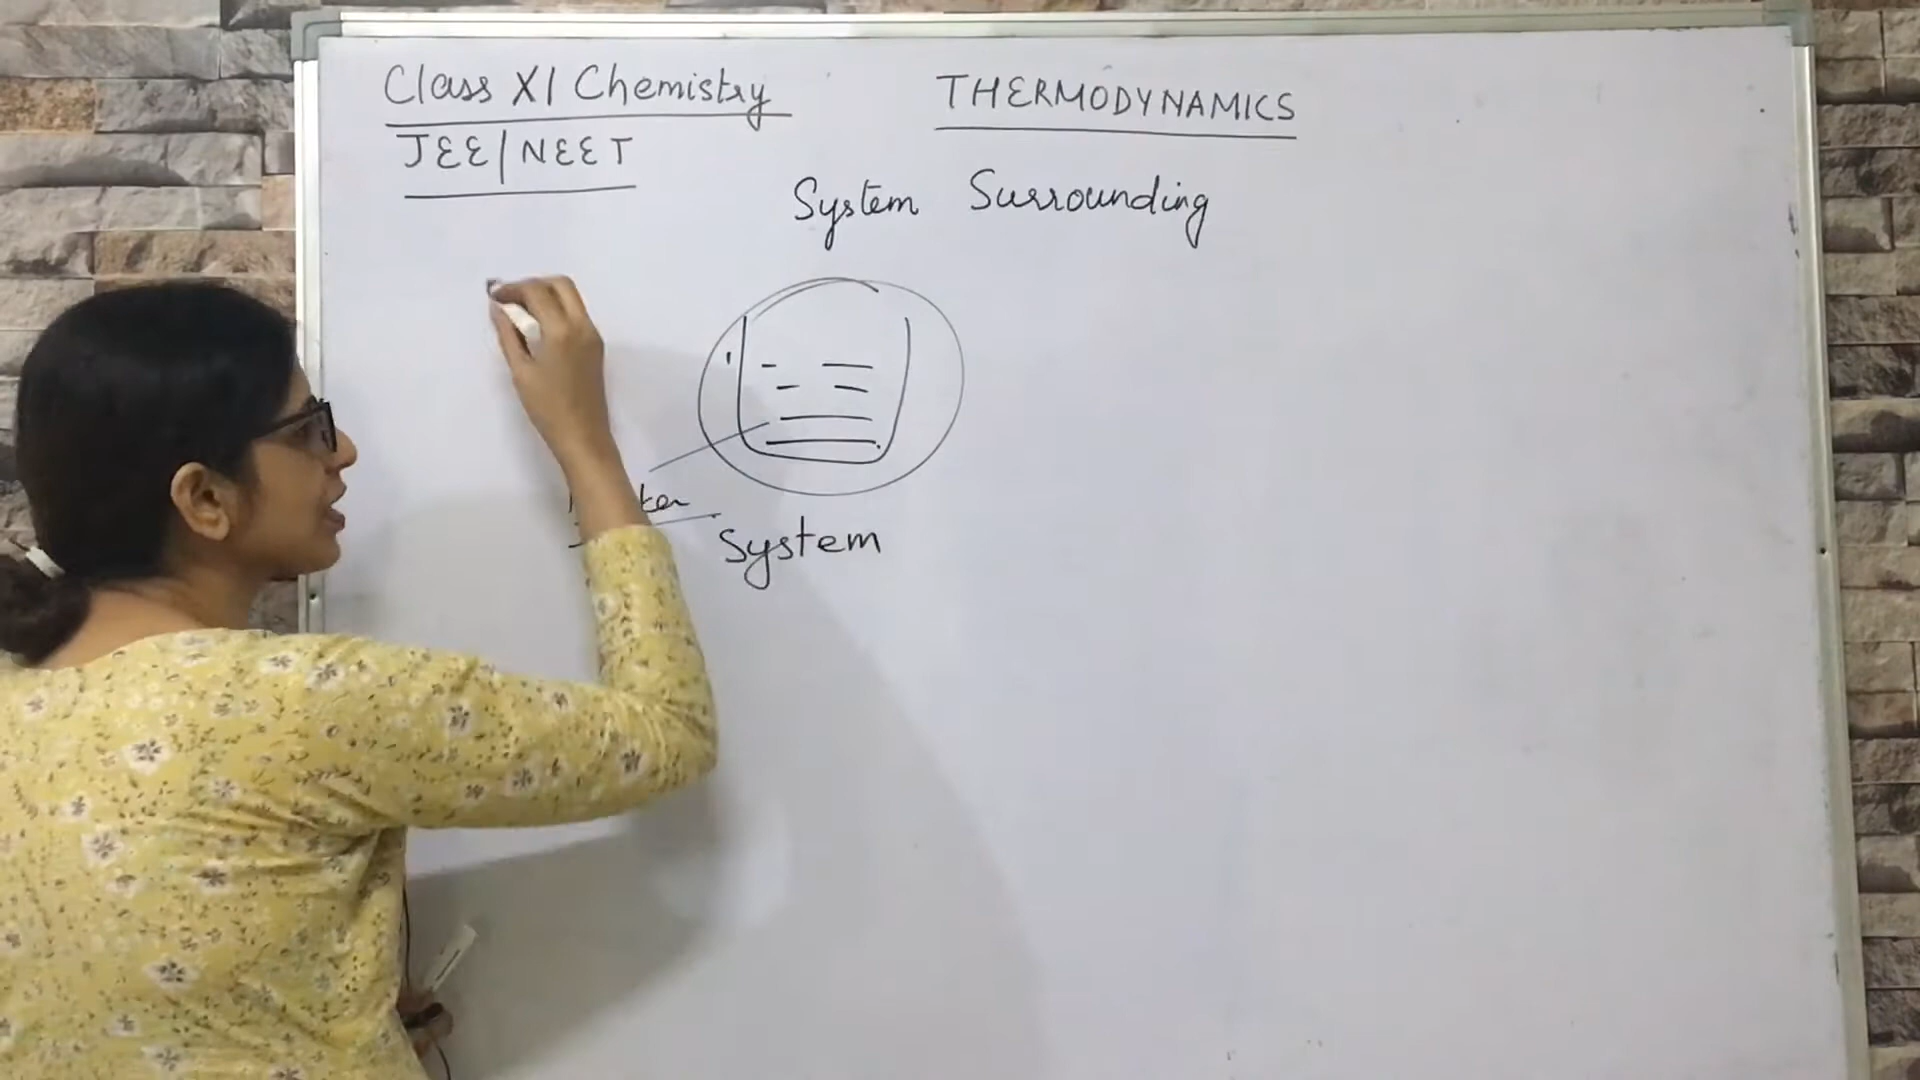 Class XI Chemistry
THERMODYNAMICS
JEE/NEET
System Surrounding
System